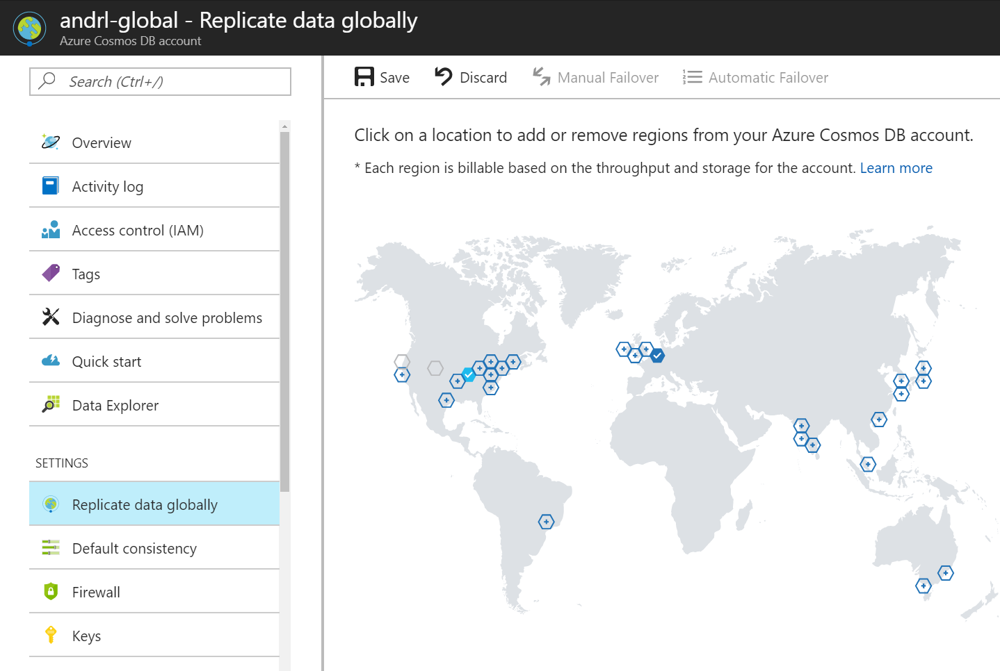 andrl-global - Replicate data globally
Azure Cosmos DB account
Search (Ctrl+/)
Overview
Activity log
Access control (IAM)
Tags
Diagnose and solve problems
Quick start
Data Explorer
SETTINGS
Replicate data globally
Default consistency
Firewall
Keys
Save Discard Manual Failover Automatic Failover
Click on a location to add or remove regions from your Azure Cosmos DB account.
* Each region is billable based on the throughput and storage for the account. Learn more